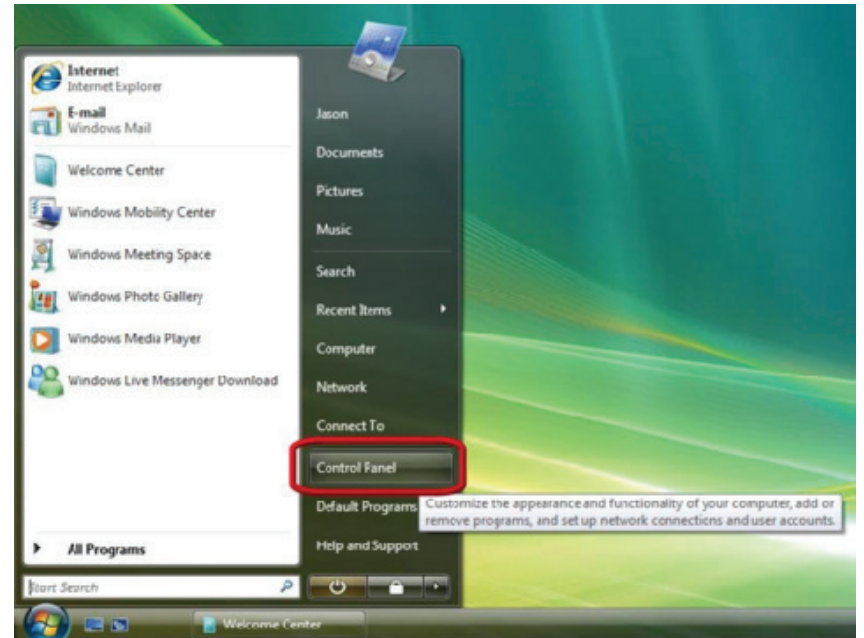 Internet
Internet Explorer
E-mail
Windows Mail
Welcome Center
Windows Mobility Center
Windows Meeting Space
Windows Photo Gallery
Windows Media Player
Windows Live Messenger Download
All Programs
Start Search
Jason
Documents
Pictures
Music
Search
Recent Items
Computer
Network
Connect To
Control Panel
Default Programs
Help and Support
Customize the appearance and functionality of your computer, add or
remove programs, and set up network connections and user accounts.
Welcome Center